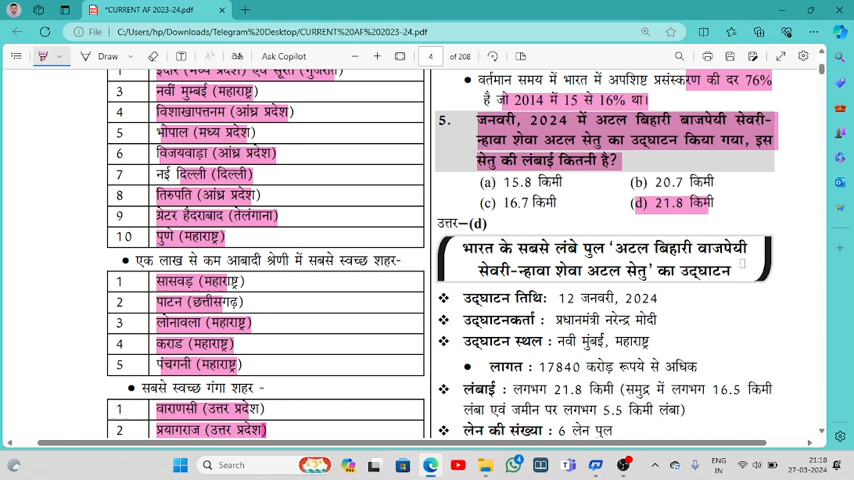 *CURRENT AF 2023-24.pdf
File
C:/Users/hp/Downloads/Telegram%20Desktop/CURRENT%20AF%202023-24.pdf
Draw
Ask Copilot
4 of 208
1 इंदौर (मध्य प्रदेश) एवं सूरत (गुजरात)
3 नवीं मुम्बई (महाराष्ट्र)
4 विशाखापत्तनम (आंध्र प्रदेश)
5 भोपाल (मध्य प्रदेश)
6 विजयवाड़ा (आंध्र प्रदेश)
7 नई दिल्ली (दिल्ली)
8 तिरुपति (आंध्र प्रदेश)
9 ग्रेटर हैदराबाद (तेलंगाना)
10 पुणे (महाराष्ट्र)
• एक लाख से कम आबादी श्रेणी में सबसे स्वच्छ शहर-
1 सासवड़ (महाराष्ट्र)
2 पाटन (छत्तीसगढ़)
3 लोनावला (महाराष्ट्र)
4 कराड (महाराष्ट्र)
5 पंचगनी (महाराष्ट्र)
• सबसे स्वच्छ गंगा शहर -
1 वाराणसी (उत्तर प्रदेश)
2 प्रयागराज (उत्तर प्रदेश)
• वर्तमान समय में भारत में अपशिष्ट प्रसंस्करण की दर 76%
है जो 2014 में 15 से 16% था।
5. जनवरी, 2024 में अटल बिहारी बाजपेयी सेवरी-
न्हावा शेवा अटल सेतु का उद्घाटन किया गया, इस
सेतु की लंबाई कितनी है?
(a) 15.8 किमी (b) 20.7 किमी
(c) 16.7 किमी (d) 21.8 किमी
उत्तर–(d)
भारत के सबसे लंबे पुल 'अटल बिहारी बाजपेयी
सेवरी-न्हावा शेवा अटल सेतु' का उद्घाटन
❖ उद्घाटन तिथि: 12 जनवरी, 2024
❖ उद्घाटनकर्ता : प्रधानमंत्री नरेन्द्र मोदी
❖ उद्घाटन स्थल : नवी मुंबई, महाराष्ट्र
• लागत : 17840 करोड़ रूपये से अधिक
❖ लंबाई : लगभग 21.8 किमी (समुद्र में लगभग 16.5 किमी
लंबा एवं जमीन पर लगभग 5.5 किमी लंबा)
❖ लेन की संख्या : 6 लेन पुल
Search
4
ENG
IN
21:18
27-03-2024